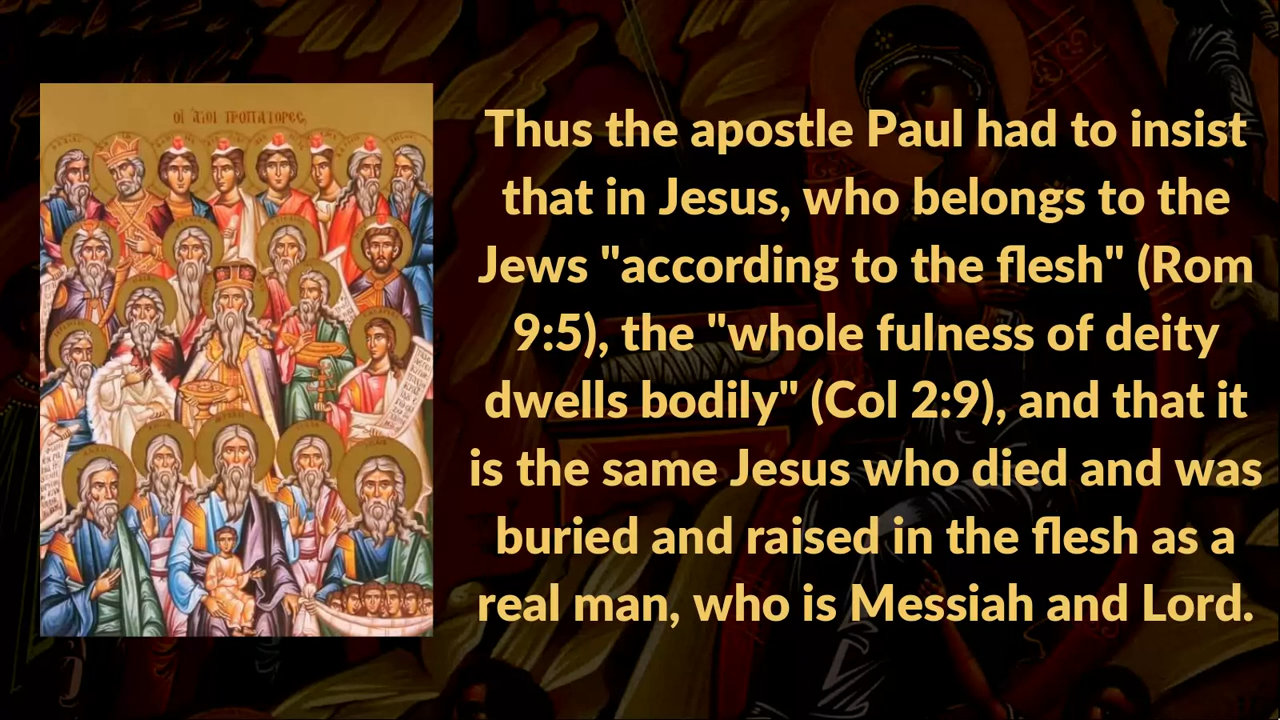 οἱ ἅγιοι προπάτορες
Thus the apostle Paul had to insist
that in Jesus, who belongs to the
Jews "according to the flesh" (Rom
9:5), the "whole fulness of deity
dwells bodily" (Col 2:9), and that it
is the same Jesus who died and was
buried and raised in the flesh as a
real man, who is Messiah and Lord.